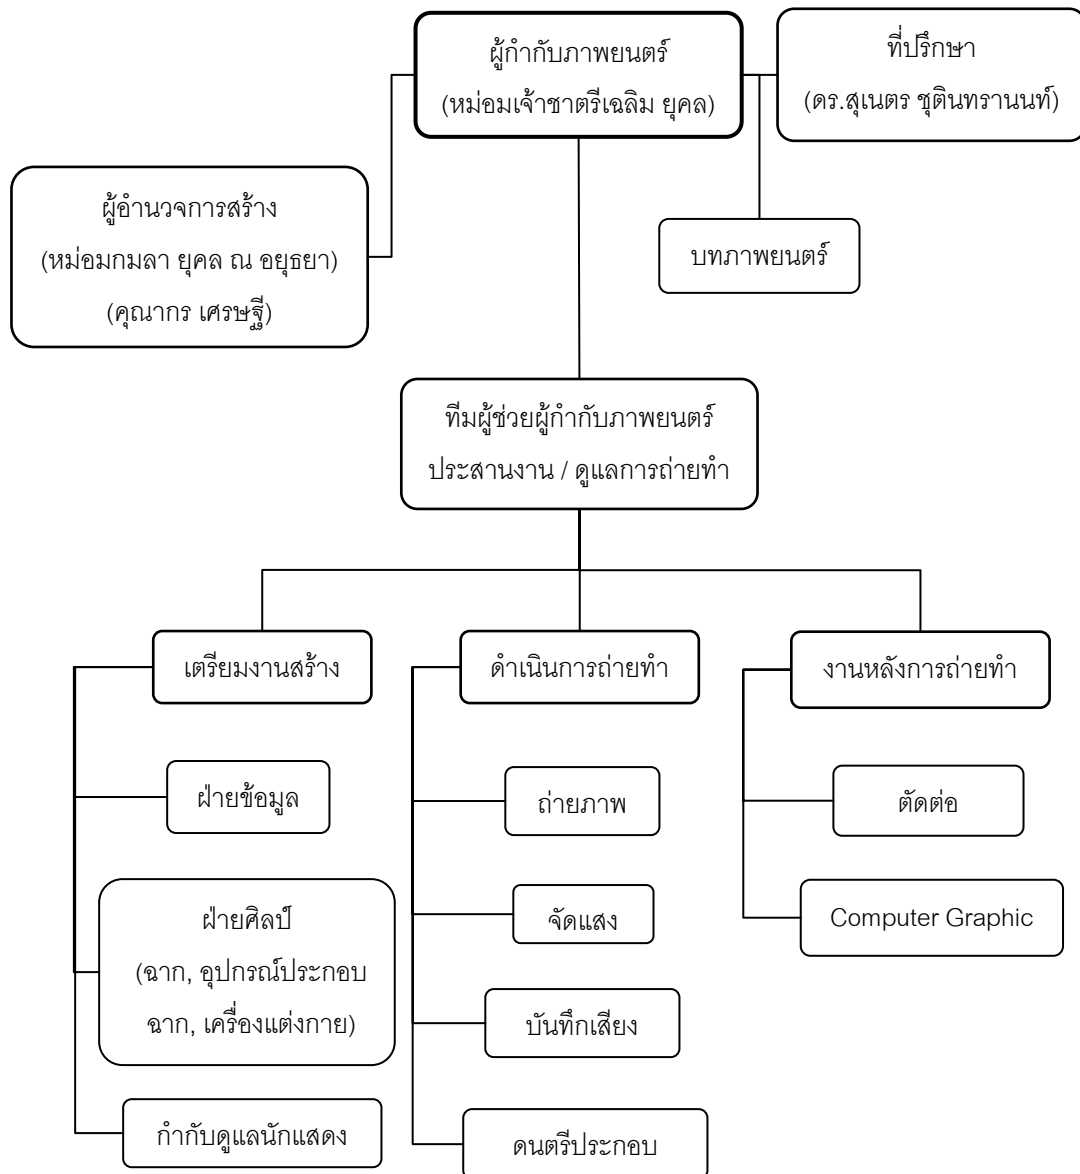 ผู้กำกับภาพยนตร์
(หม่อมเจ้าชาตรีเฉลิม ยุคล)
ที่ปรึกษา
(ดร.สุเนตร ชุตินทรานนท์)
ผู้อำนวจการสร้าง
(หม่อมกมลา ยุคล ณ อยุธยา)
(คุณากร เศรษฐี)
บทภาพยนตร์
ทีมผู้ช่วยผู้กำกับภาพยนตร์
ประสานงาน / ดูแลการถ่ายทำ
เตรียมงานสร้าง
ดำเนินการถ่ายทำ
งานหลังการถ่ายทำ
ฝ่ายข้อมูล
ถ่ายภาพ
ตัดต่อ
ฝ่ายศิลป์
(ฉาก, อุปกรณ์ประกอบ
ฉาก, เครื่องแต่งกาย)
จัดแสง
Computer Graphic
บันทึกเสียง
กำกับดูแลนักแสดง
ดนตรีประกอบ